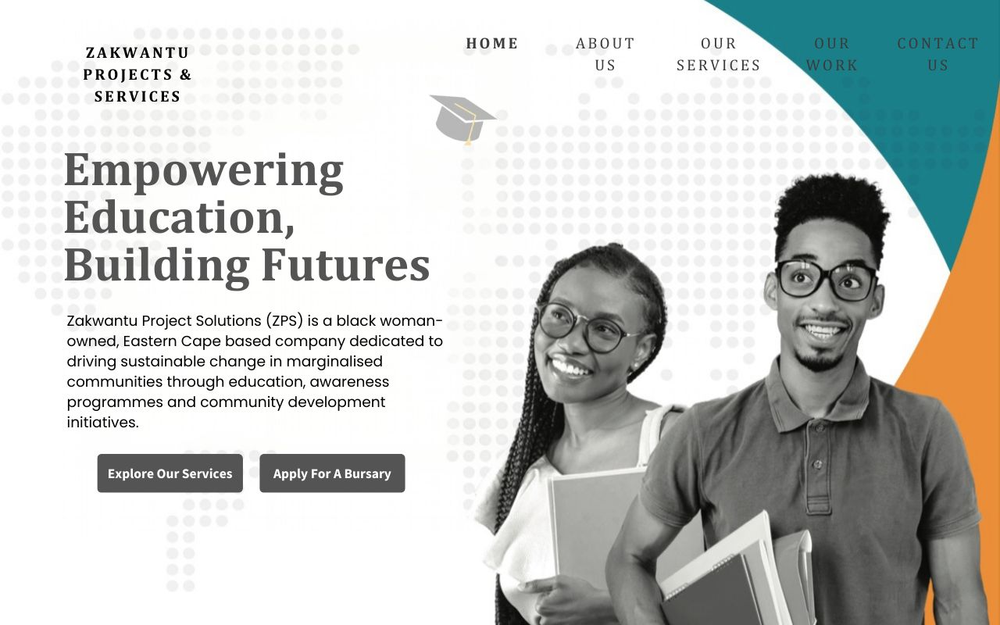 ZAKWANTU
PROJECTS &
SERVICES
HOME
ABOUT
US
OUR
SERVICES
OUR
WORK
CONTACT
US
Empowering
Education,
Building Futures
Zakwantu Project Solutions (ZPS) is a black woman-
owned, Eastern Cape based company dedicated to
driving sustainable change in marginalised
communities through education, awareness
programmes and community development
initiatives.
Explore Our Services
Apply For A Bursary